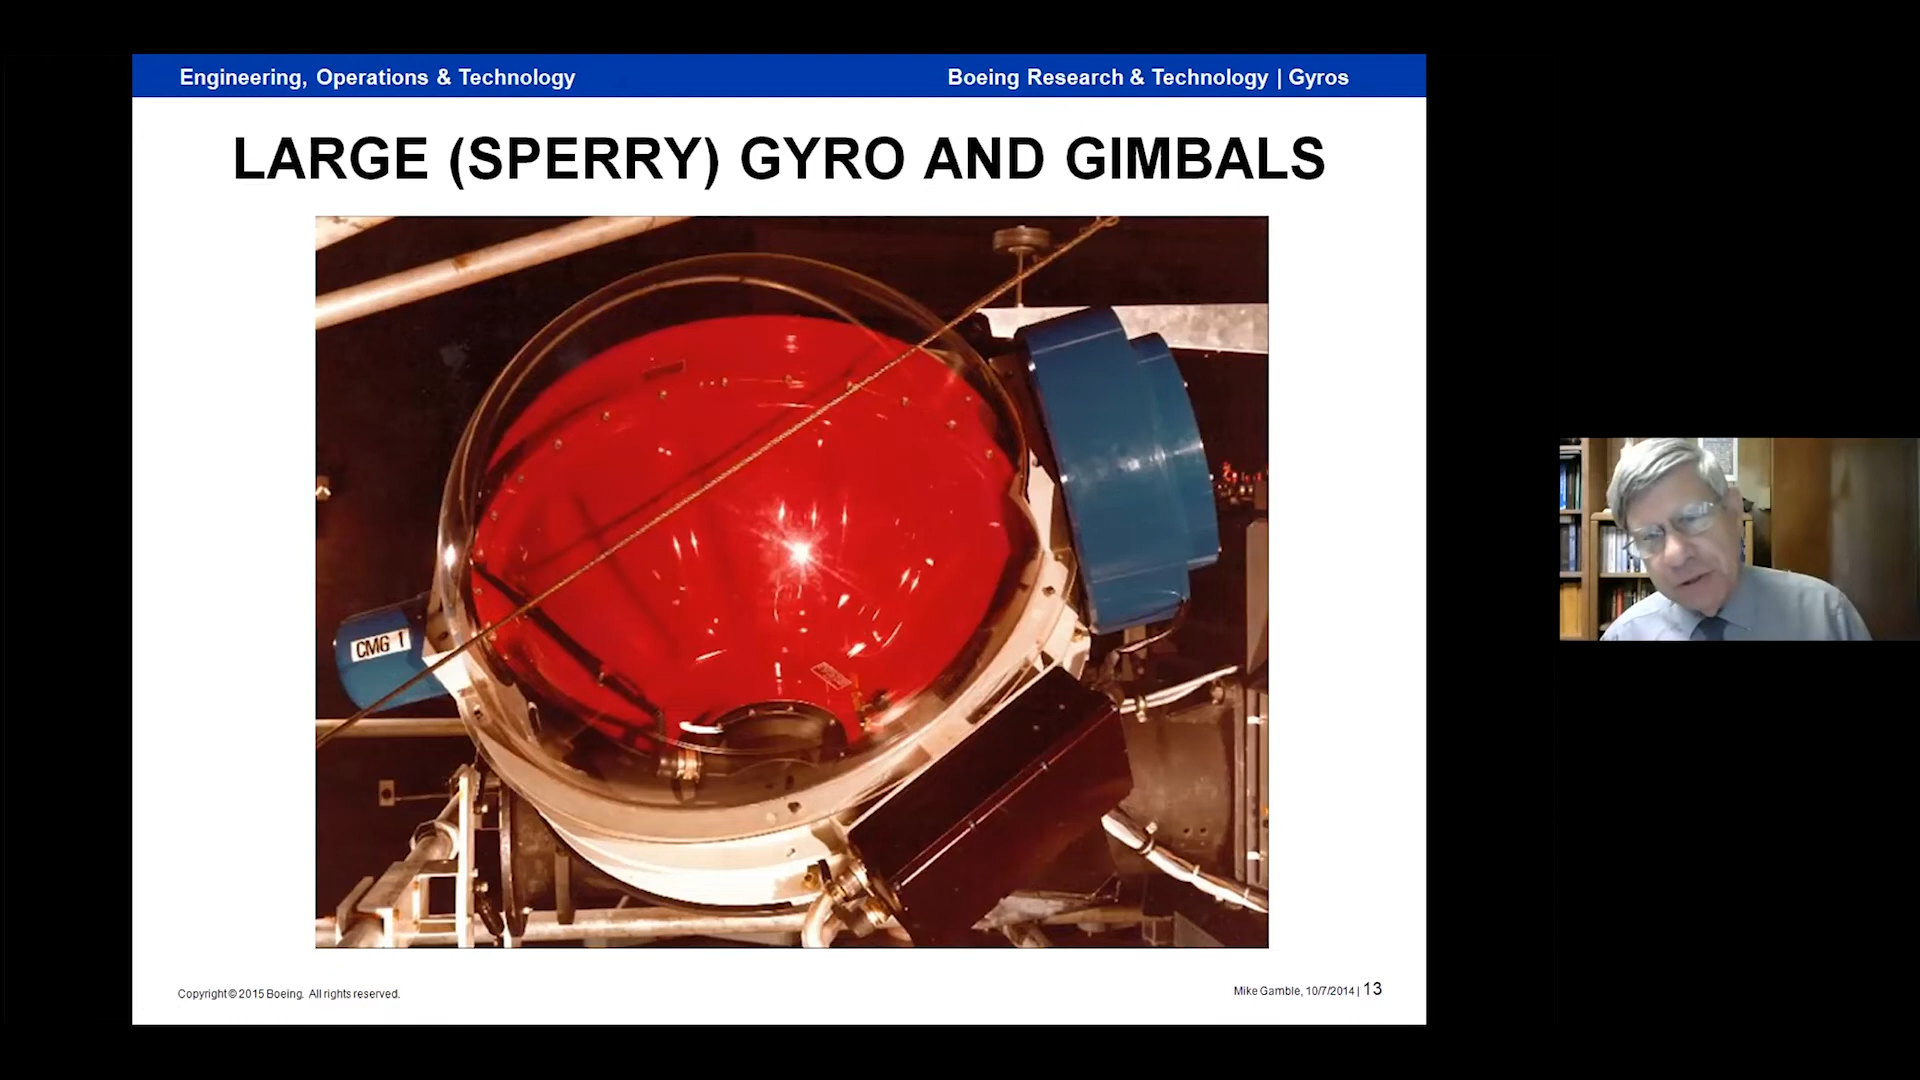 Engineering, Operations & Technology
Boeing Research & Technology | Gyros
LARGE (SPERRY) GYRO AND GIMBALS
CMG 1
Copyright © 2015 Boeing. All rights reserved.
Mike Gamble, 10/7/2014 | 13